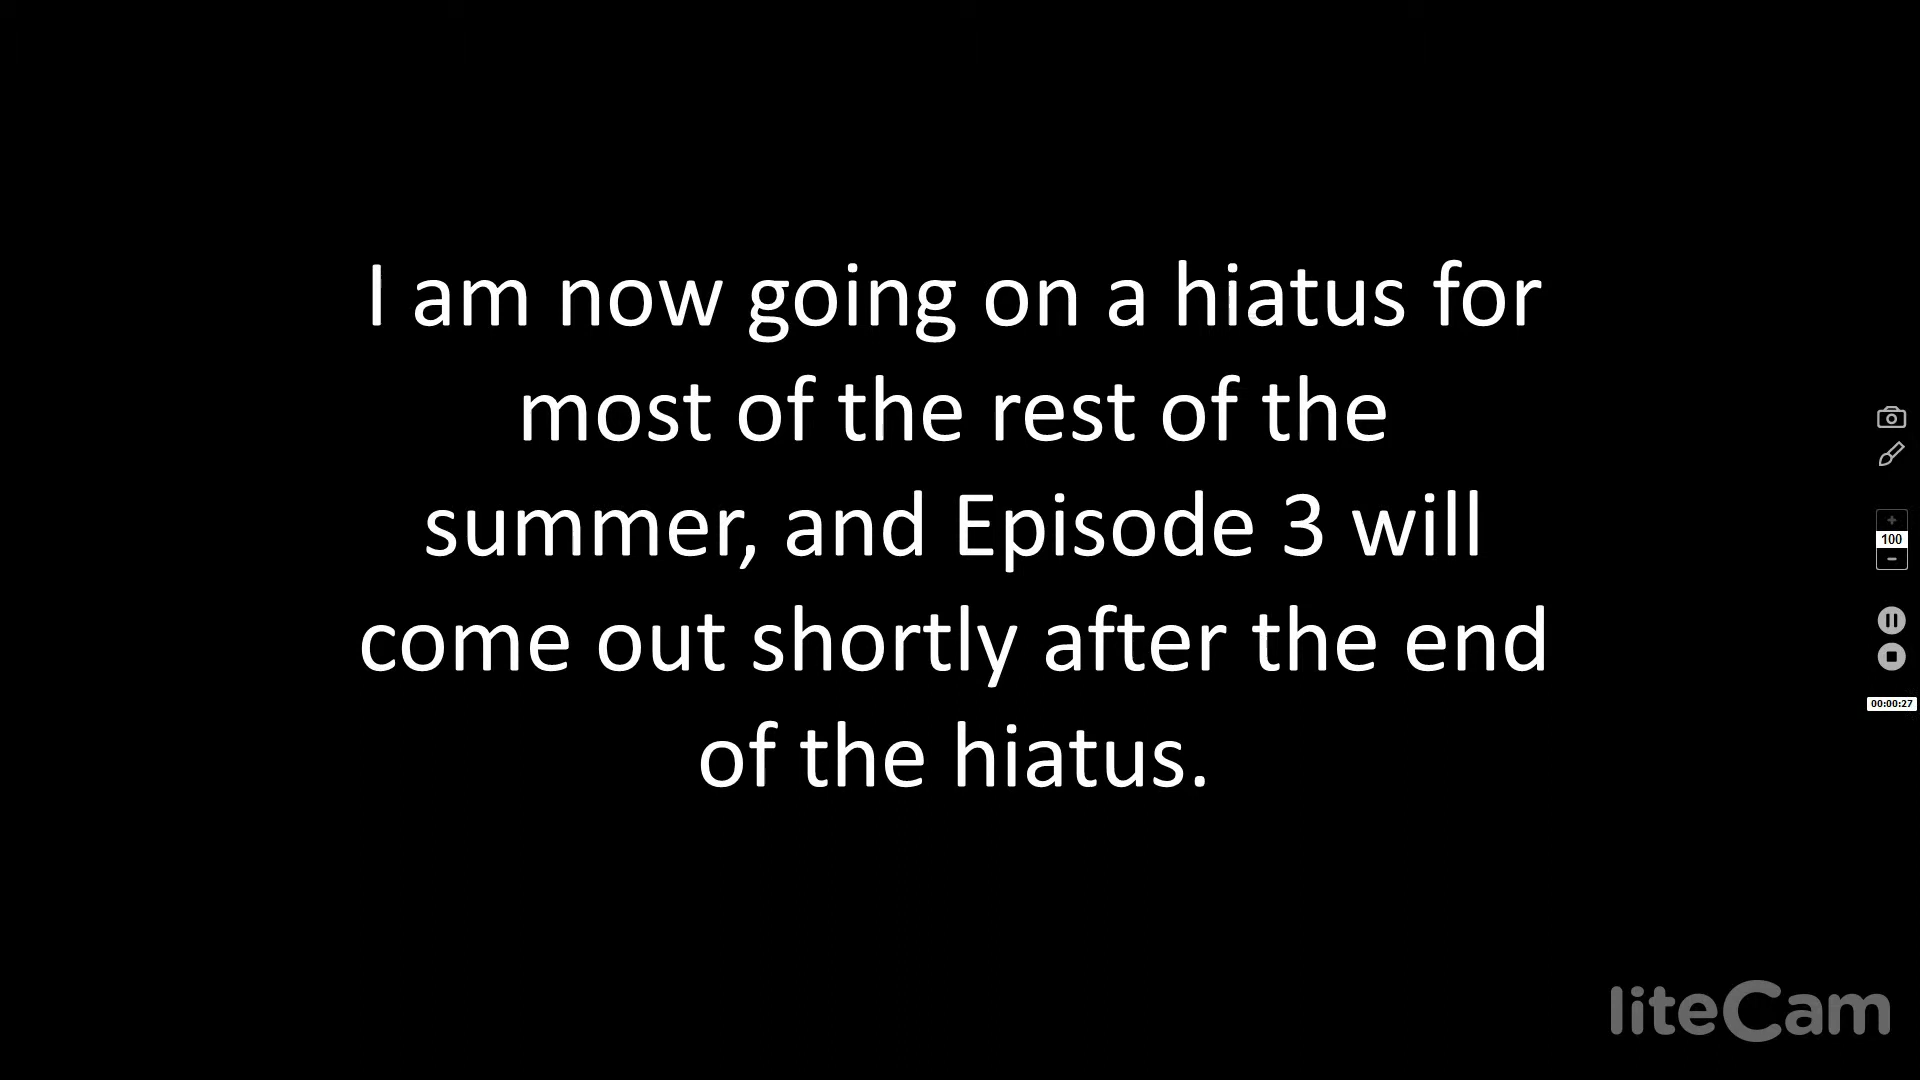 I am now going on a hiatus for
most of the rest of the
summer, and Episode 3 will
come out shortly after the end
of the hiatus.
+
100
-
00:00:27
liteCam